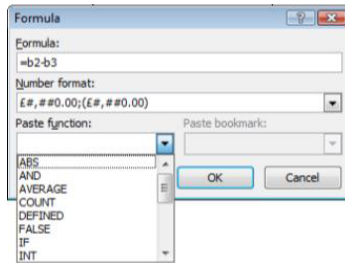 Formula
Formula:
=b2-b3
Number format:
£#,##0.00;(£#,##0.00)
Paste function: Paste bookmark:
ABS
AND
AVERAGE
COUNT
DEFINED
FALSE
IF
INT
OK Cancel